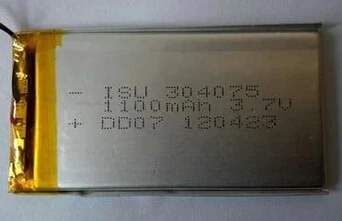 - ISU 304075
1100mAh 3.7V
+ DD07 120423